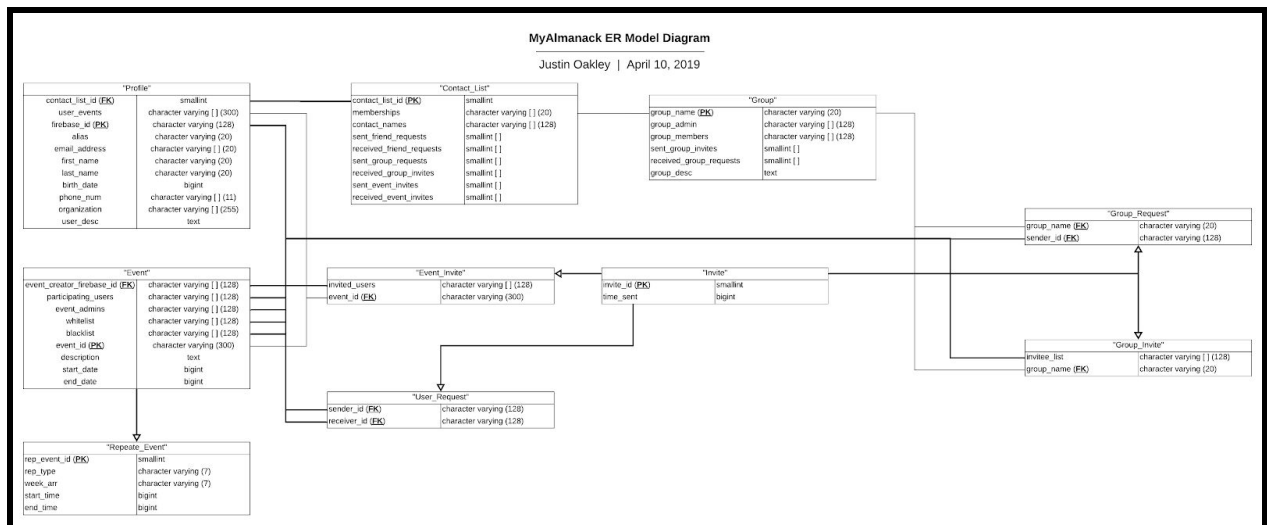 MyAlmanack ER Model Diagram
Justin Oakley | April 10, 2019
"Profile"
contact_list_id (FK) smallint
user_events character varying [ ] (300)
firebase_id (PK) character varying (128)
alias character varying (20)
email_address character varying [ ] (20)
first_name character varying (20)
last_name character varying (20)
birth_date bigint
phone_num character varying [ ] (11)
organization character varying [ ] (255)
user_desc text
"Contact_List"
contact_list_id (PK) smallint
memberships character varying [ ] (20)
contact_names character varying [ ] (128)
sent_friend_requests smallint [ ]
received_friend_requests smallint [ ]
sent_group_requests smallint [ ]
received_group_invites smallint [ ]
sent_event_invites smallint [ ]
received_event_invites smallint [ ]
"Group"
group_name (PK) character varying (20)
group_admin character varying [ ] (128)
group_members character varying [ ] (128)
sent_group_invites smallint [ ]
received_group_requests smallint [ ]
group_desc text
"Group_Request"
group_name (FK) character varying (20)
sender_id (FK) character varying (128)
"Event"
event_creator_firebase_id (FK) character varying [ ] (128)
participating_users character varying [ ] (128)
event_admins character varying [ ] (128)
whitelist character varying [ ] (128)
blacklist character varying [ ] (128)
event_id (PK) character varying (300)
description text
start_date bigint
end_date bigint
"Event_Invite"
invited_users character varying [ ] (128)
event_id (FK) character varying (300)
"Invite"
invite_id (PK) smallint
time_sent bigint
"Group_Invite"
invitee_list character varying [ ] (128)
group_name (FK) character varying (20)
"User_Request"
sender_id (FK) character varying (128)
receiver_id (FK) character varying (128)
"Repeate_Event"
rep_event_id (PK) smallint
rep_type character varying (7)
week_arr character varying (7)
start_time bigint
end_time bigint